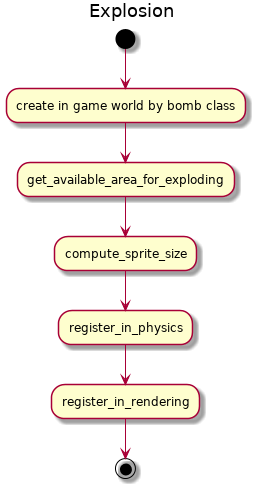 Explosion
create in game world by bomb class
get_available_area_for_exploding
compute_sprite_size
register_in_physics
register_in_rendering